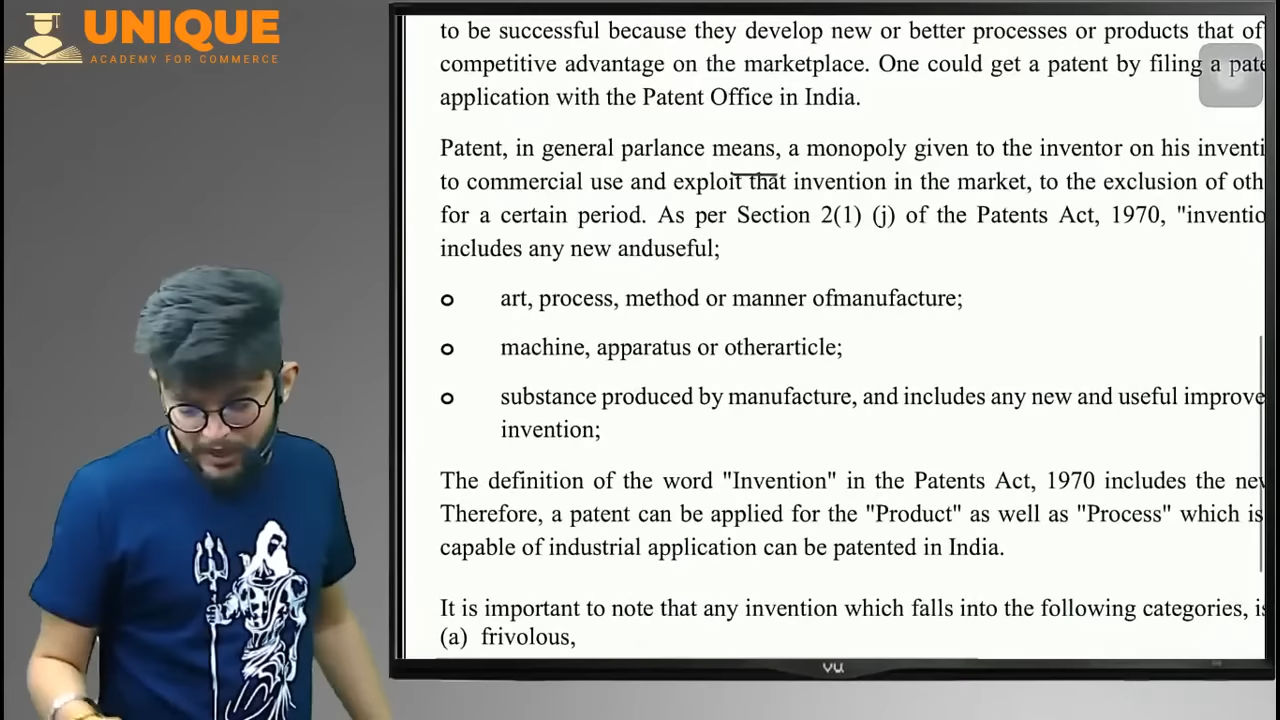 UNIQUE
ACADEMY FOR COMMERCE
to be successful because they develop new or better processes or products that of
competitive advantage on the marketplace. One could get a patent by filing a pate
application with the Patent Office in India.
Patent, in general parlance means, a monopoly given to the inventor on his inventi
to commercial use and exploit that invention in the market, to the exclusion of oth
for a certain period. As per Section 2(1) (j) of the Patents Act, 1970, "inventio
includes any new anduseful;
o art, process, method or manner ofmanufacture;
o machine, apparatus or otherarticle;
o substance produced by manufacture, and includes any new and useful improve
invention;
The definition of the word "Invention" in the Patents Act, 1970 includes the new
Therefore, a patent can be applied for the "Product" as well as "Process" which is
capable of industrial application can be patented in India.
It is important to note that any invention which falls into the following categories, is
(a) frivolous,
vu